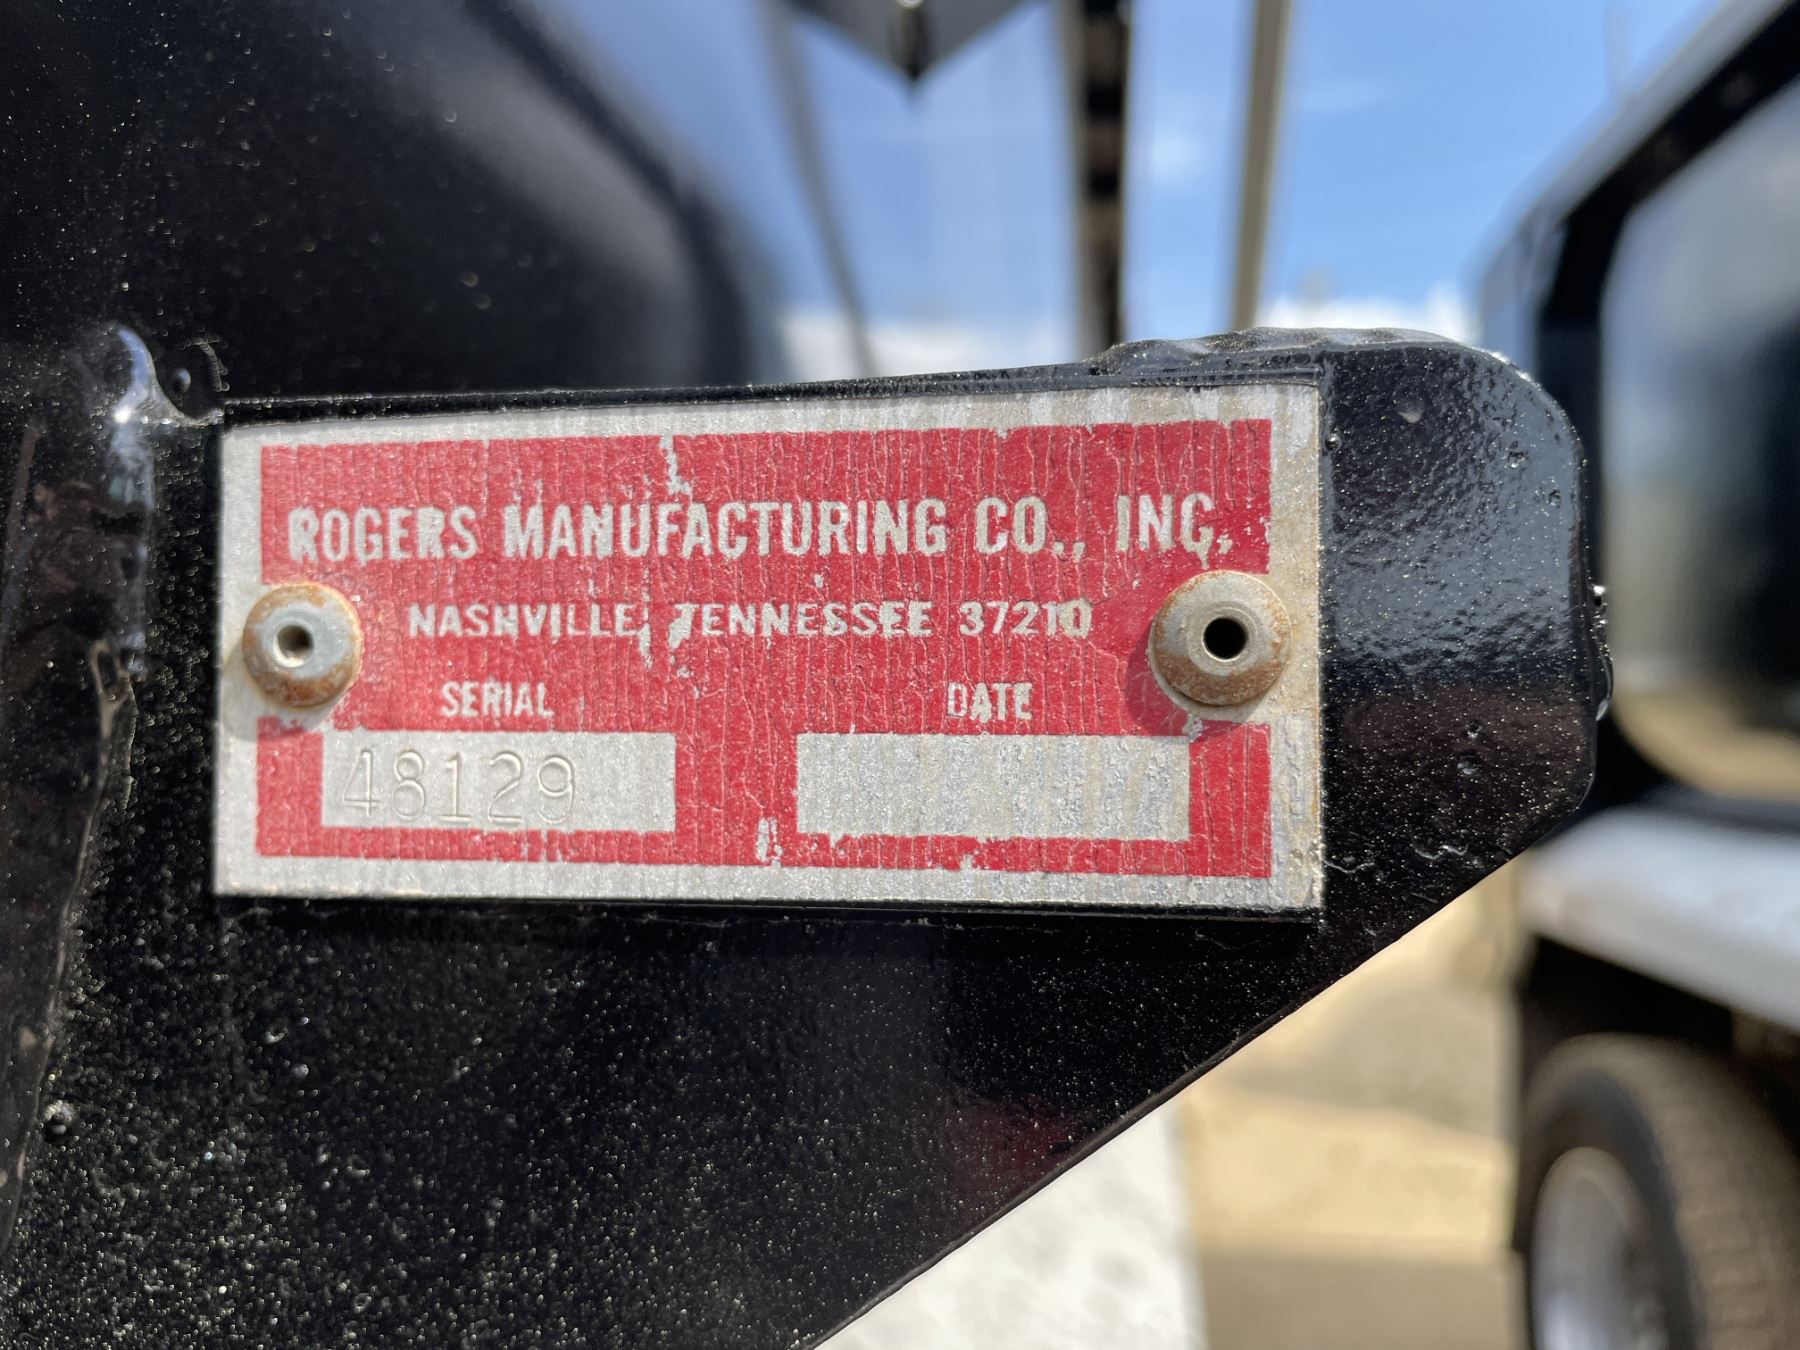 ROGERS MANUFACTURING CO., INC.
NASHVILLE, TENNESSEE 37210
SERIAL DATE
48129